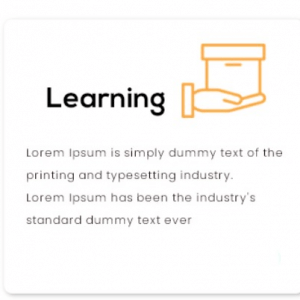 Learning
Lorem Ipsum is simply dummy text of the
printing and typesetting industry.
Lorem Ipsum has been the industry's
standard dummy text ever